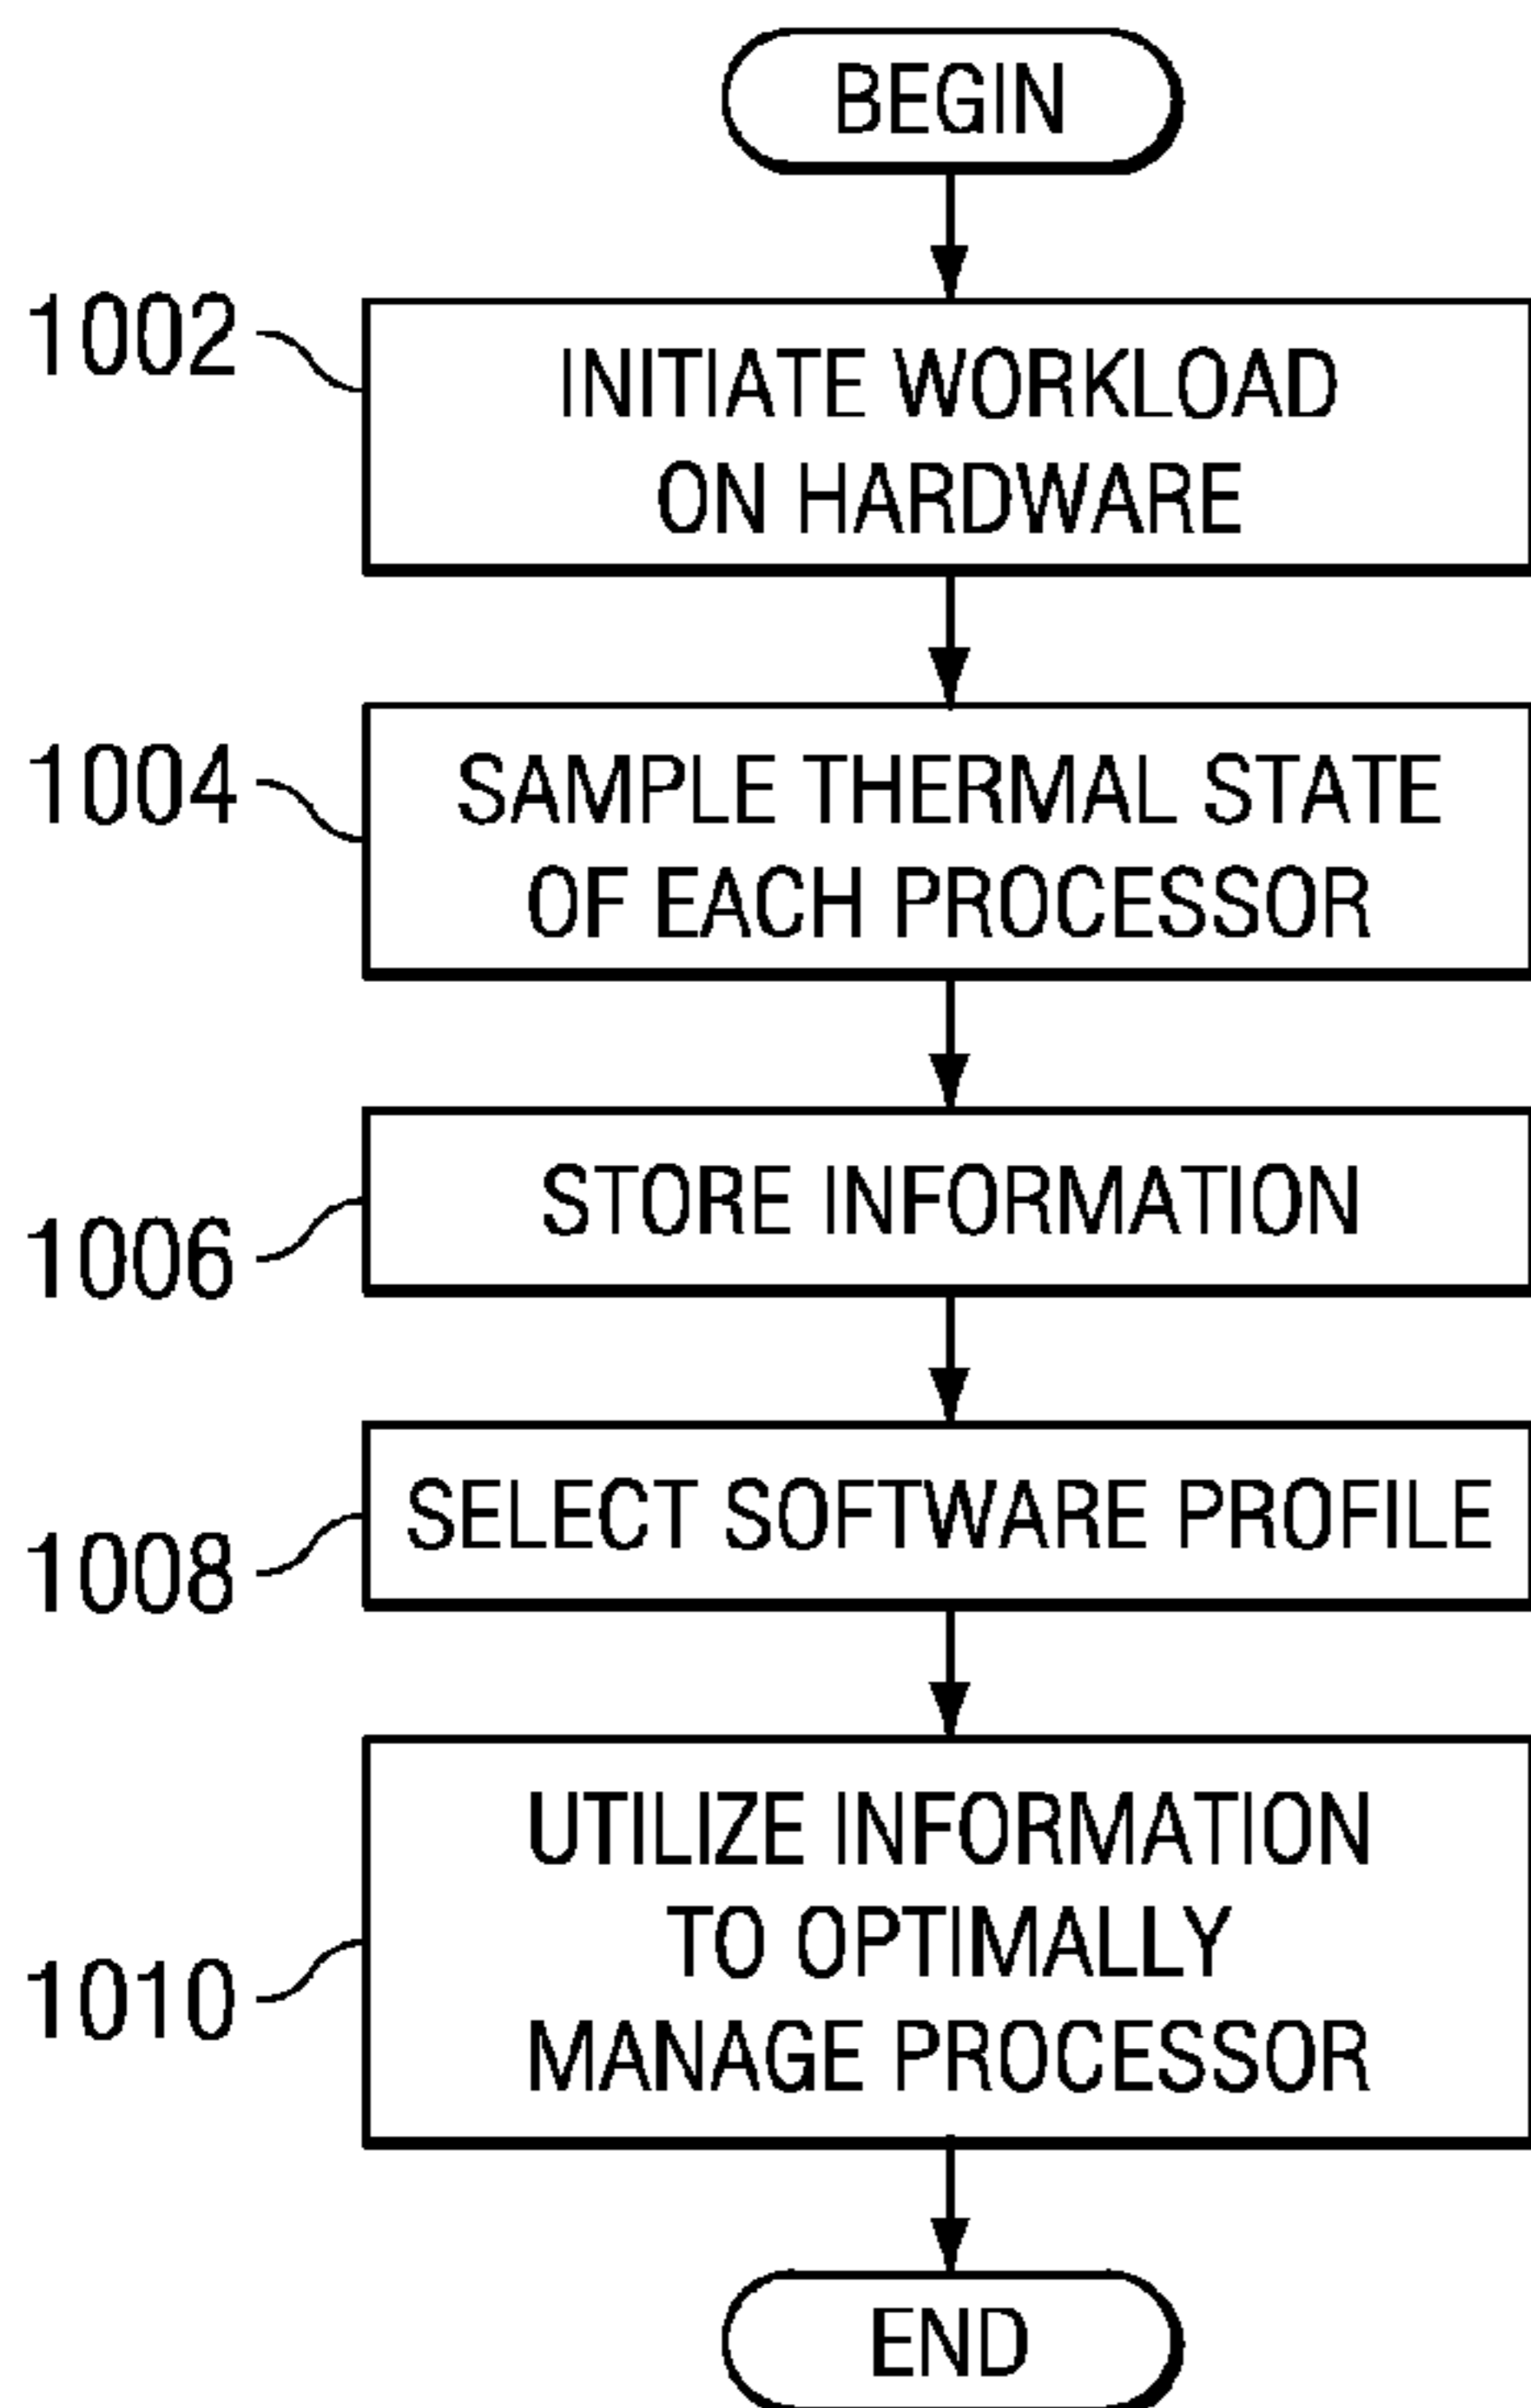 BEGIN
1002
INITIATE WORKLOAD
ON HARDWARE
1004
SAMPLE THERMAL STATE
OF EACH PROCESSOR
1006
STORE INFORMATION
1008
SELECT SOFTWARE PROFILE
1010
UTILIZE INFORMATION
TO OPTIMALLY
MANAGE PROCESSOR
END